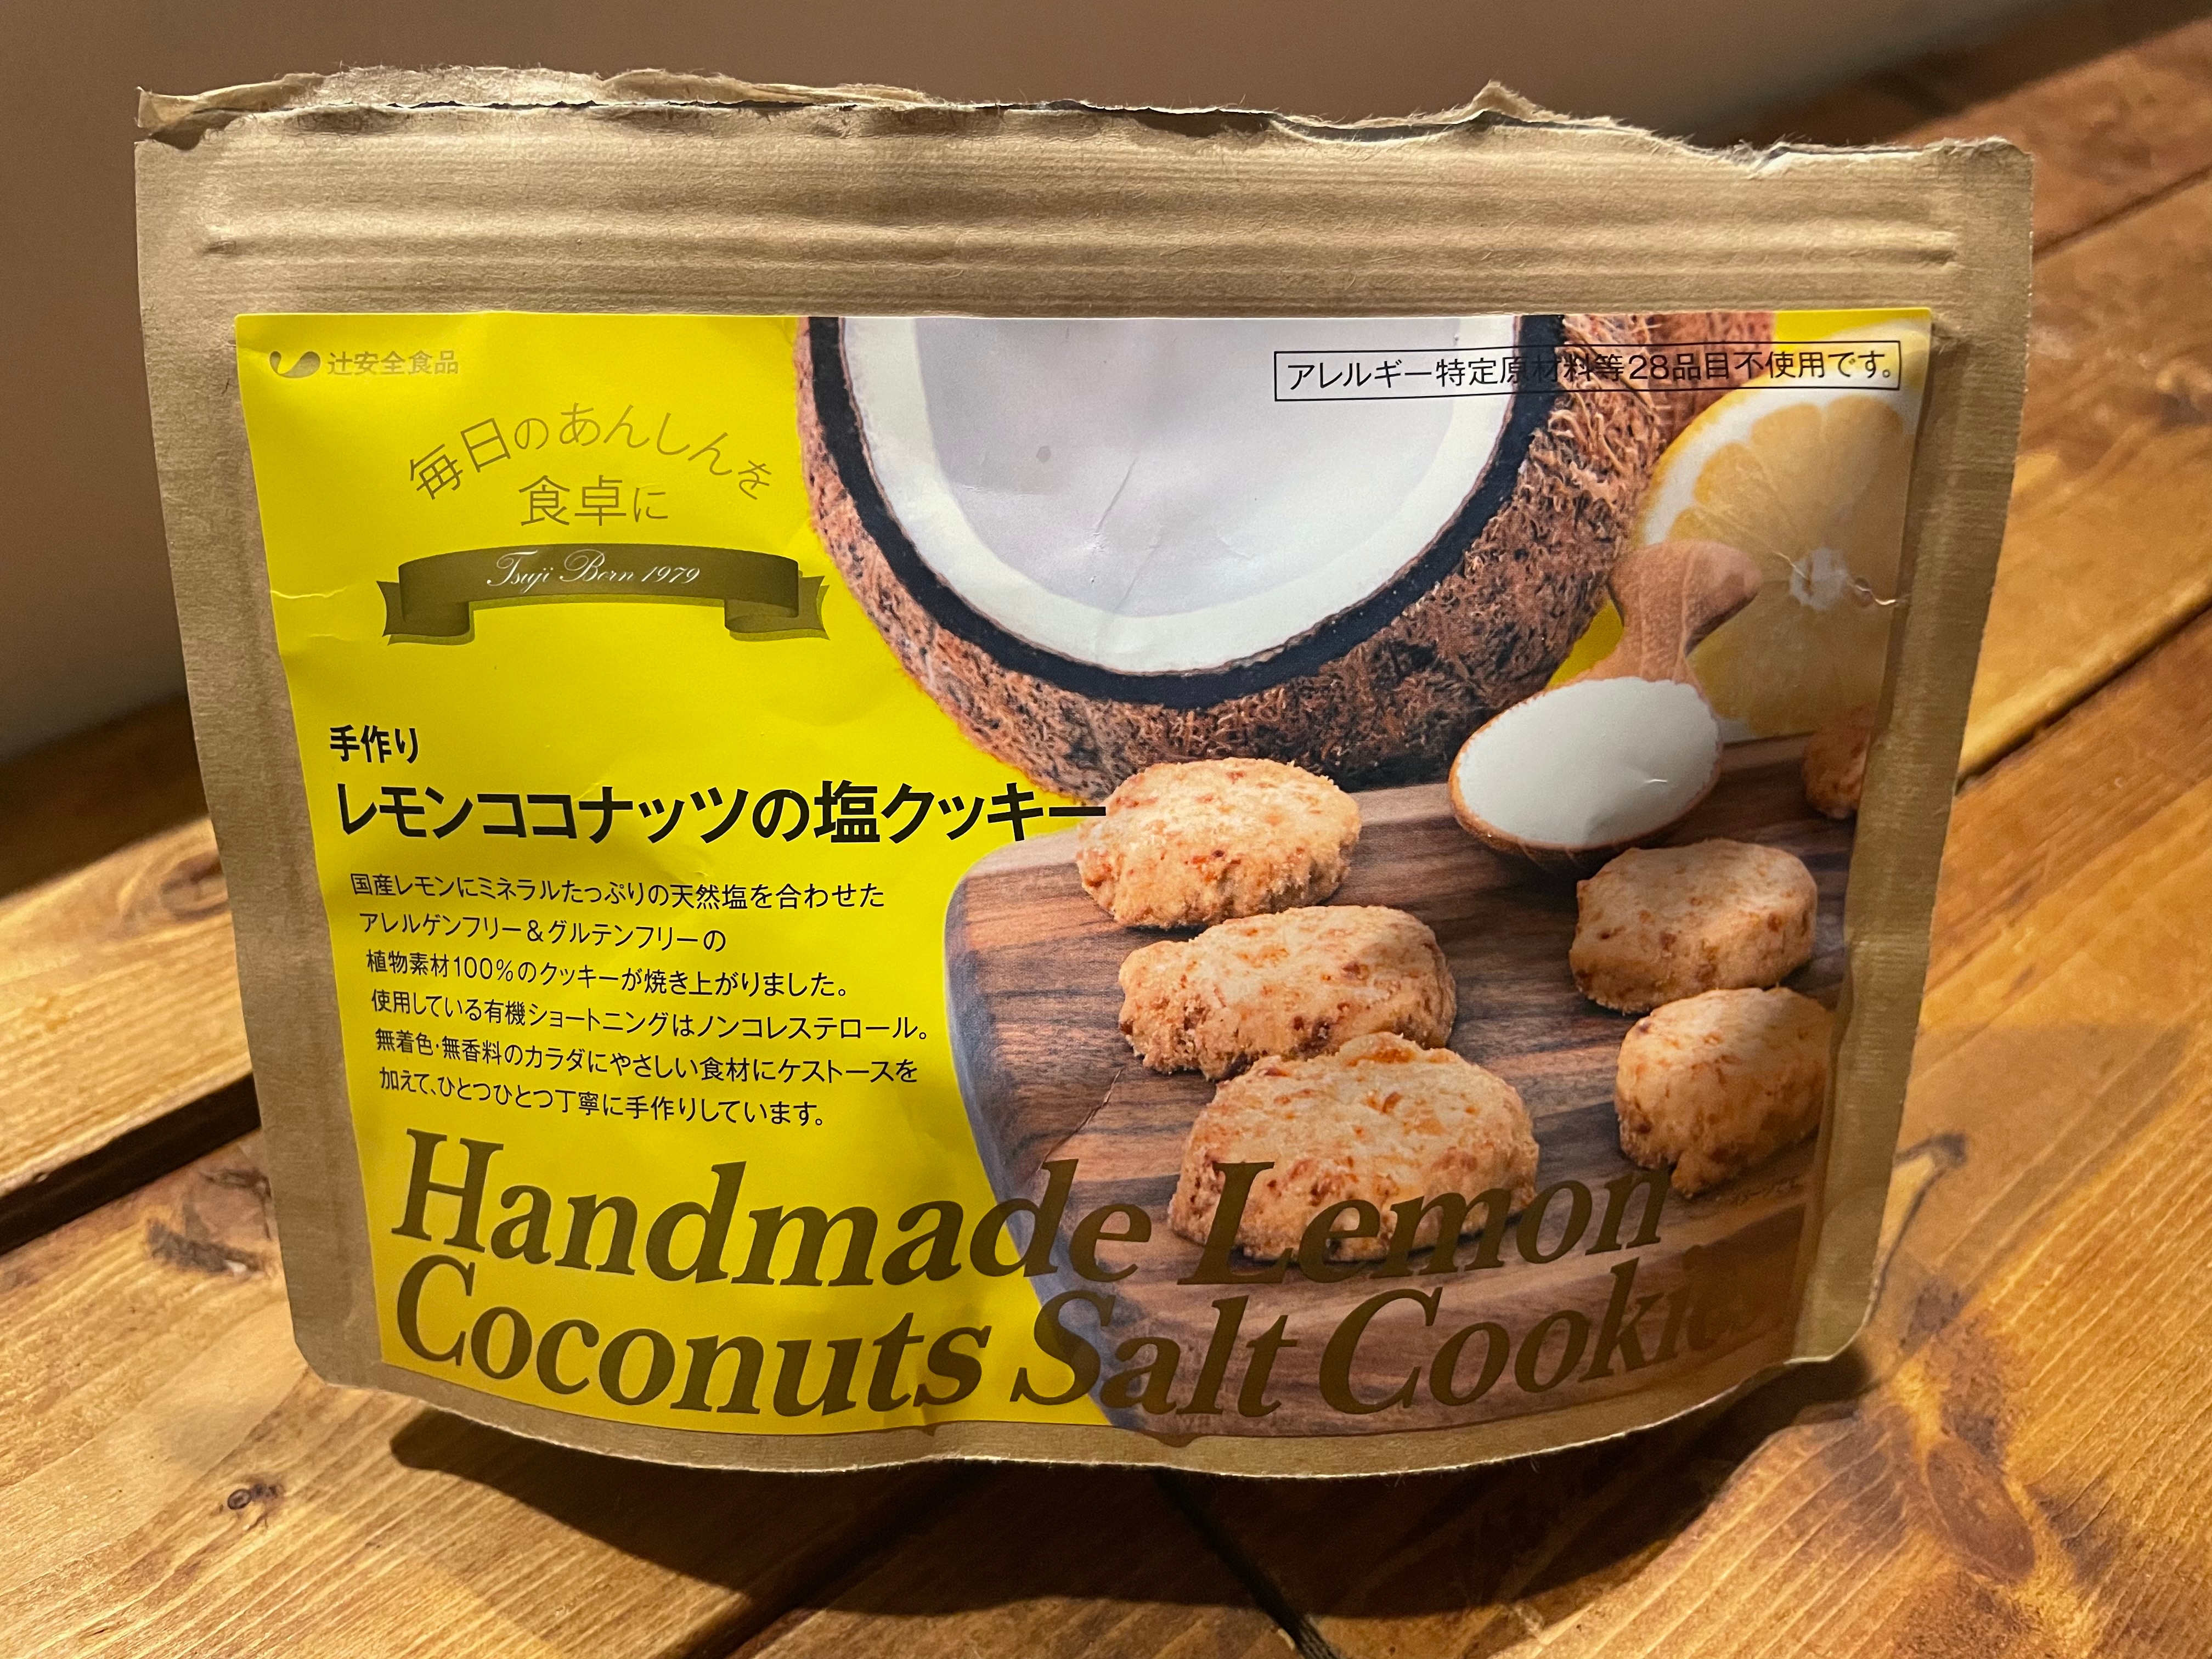 辻安全食品
アレルギー特定原材料等28品目不使用です。
毎日のあんしんを
食卓に
Tsuji Born 1979
手作り
レモンココナッツの塩クッキー
国産レモンにミネラルたっぷりの天然塩を合わせた
アレルゲンフリー&グルテンフリーの
植物素材100%のクッキーが焼き上がりました。
使用している有機ショートニングはノンコレステロール。
無着色・無香料のカラダにやさしい食材にケストースを
加えて、ひとつひとつ丁寧に手作りしています。
Handmade Lemon
Coconuts Salt Cookies